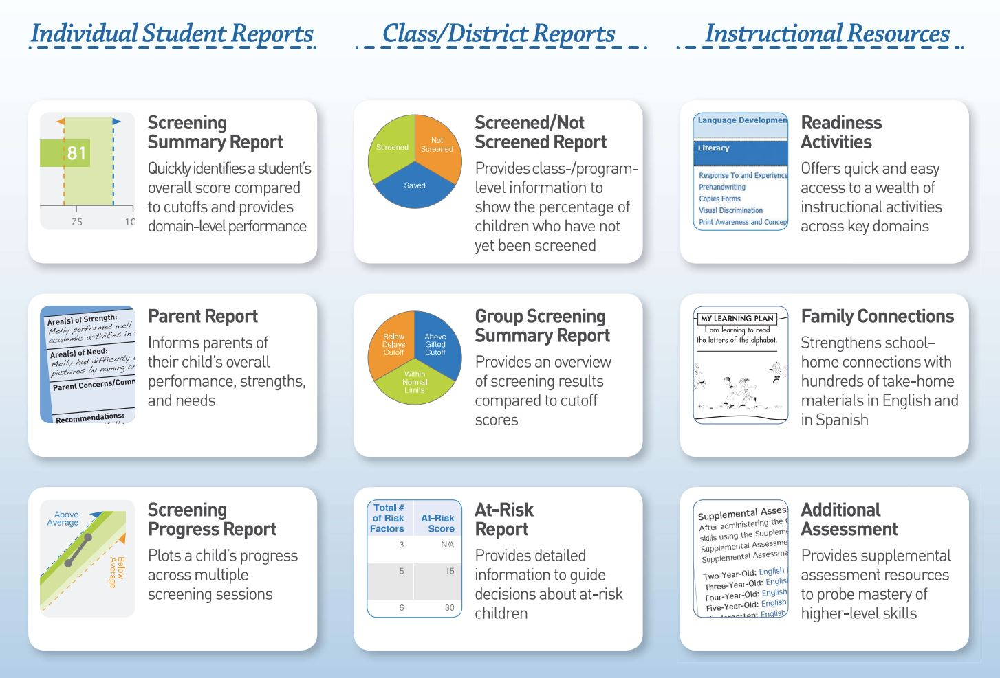 Individual Student Reports
Class/District Reports
Instructional Resources
81
75
10
Screening
Summary Report
Quickly identifies a student's
overall score compared
to cutoffs and provides
domain-level performance
Screened
Not
Screened
Saved
Screened/Not
Screened Report
Provides class-/program-
level information to
show the percentage of
children who have not
yet been screened
Language Developmen
Literacy
Response To and Experience
Prehandwriting
Copies Forms
Visual Discrimination
Print Awareness and Concep
Readiness
Activities
Offers quick and easy
access to a wealth of
instructional activities
across key domains
Area(s) of Strength:
Molly performed well
academic activities in
Area(s) of Need:
Molly had difficulty
pictures by naming an
Parent Concerns/Comm
Recommendations:
Parent Report
Informs parents of
their child's overall
performance, strengths,
and needs
Below
Delays
Cutoff
Above
Gifted
Cutoff
Within
Normal
Limits
Group Screening
Summary Report
Provides an overview
of screening results
compared to cutoff
scores
MY LEARNING PLAN
I am learning to read
the letters of the alphabet.
Family Connections
Strengthens school–
home connections with
hundreds of take-home
materials in English and
in Spanish
Above
Average
Below
Average
Screening
Progress Report
Plots a child's progress
across multiple
screening sessions
Total #
of Risk
Factors
At-Risk
Score
3 N/A
5 15
6 30
At-Risk
Report
Provides detailed
information to guide
decisions about at-risk
children
Supplemental Assess
After administering the
skills using the Suppleme
Supplemental Assessme
Supplemental Assessme
Two-Year-Old: English
Three-Year-Old: English
Four-Year-Old: English
Five-Year-Old: English
English
Additional
Assessment
Provides supplemental
assessment resources
to probe mastery of
higher-level skills